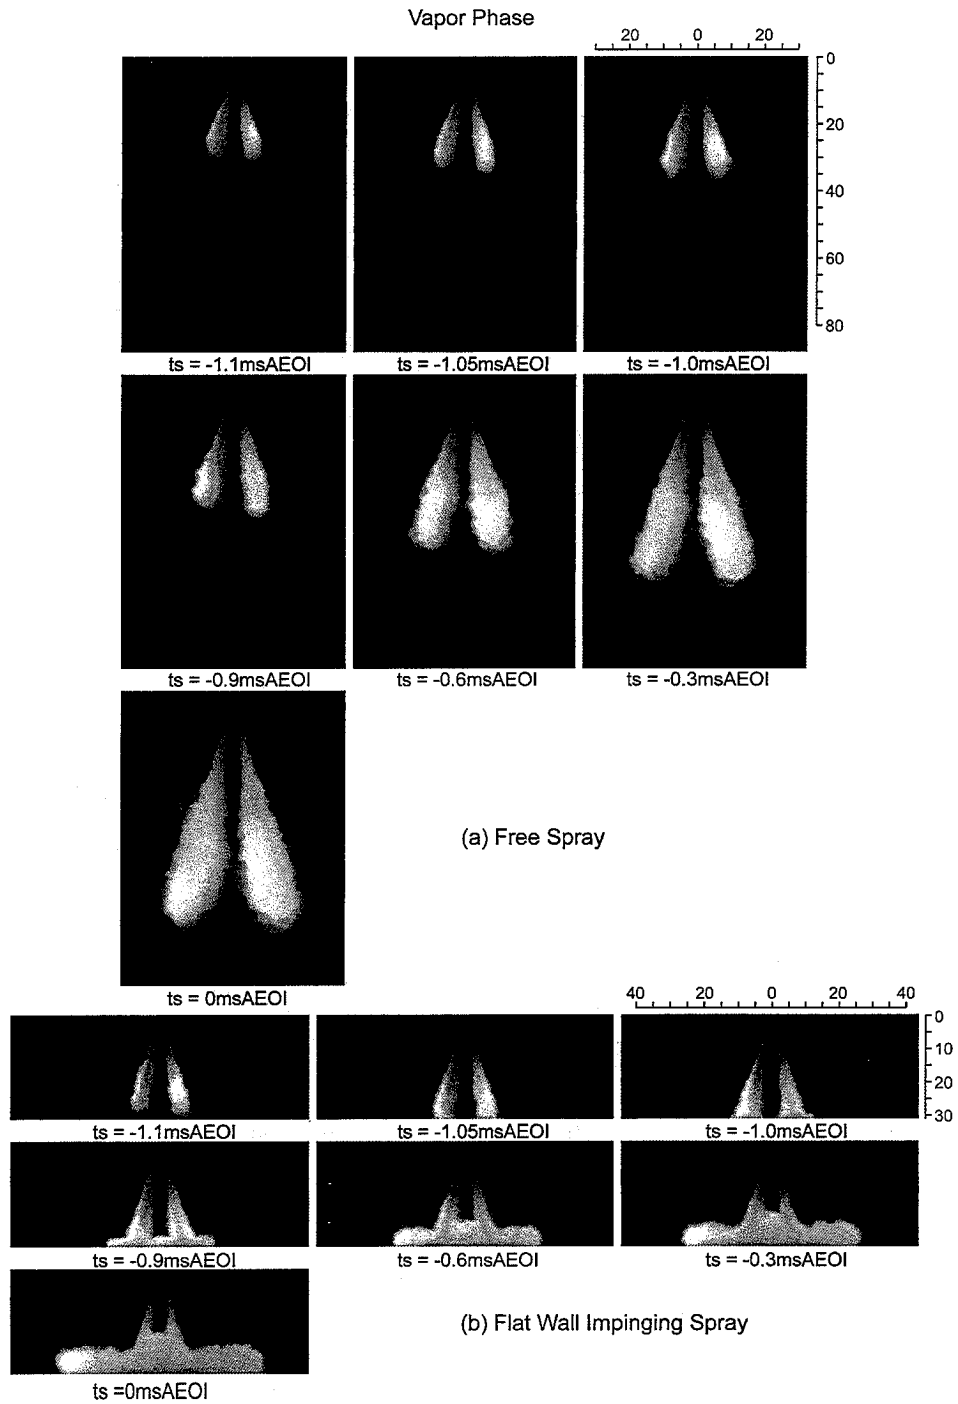 Vapor Phase
20 0 20
0
20
40
60
80
ts = -1.1msAEOI
ts = -1.05msAEOI
ts = -1.0msAEOI
ts = -0.9msAEOI
ts = -0.6msAEOI
ts = -0.3msAEOI
(a) Free Spray
ts = 0msAEOI
40 20 0 20 40
0
10
20
30
ts = -1.1msAEOI
ts = -1.05msAEOI
ts = -1.0msAEOI
ts = -0.9msAEOI
ts = -0.6msAEOI
ts = -0.3msAEOI
(b) Flat Wall Impinging Spray
ts =0msAEOI